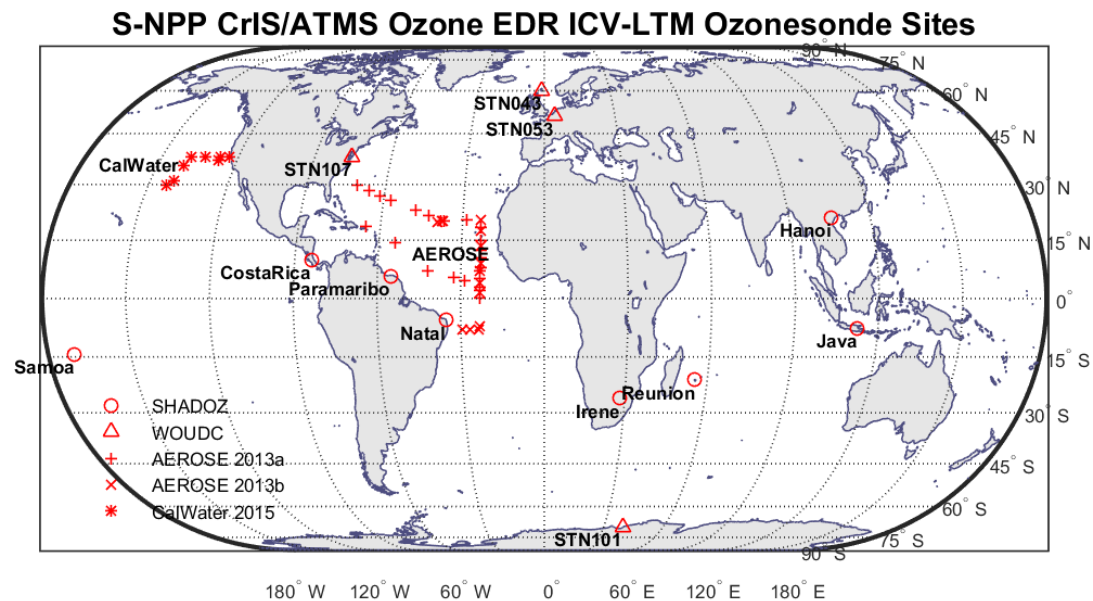 S-NPP CrIS/ATMS Ozone EDR ICV-LTM Ozonesonde Sites
90° N
75° N
60° N
STN043
STN053
45° N
CalWater
STN107
30° N
Hanoi
15° N
AEROSE
CostaRica
Paramaribo
0°
Natal
Java
Samoa
15° S
Reunion
Irene
30° S
SHADOZ
WOUDC
AEROSE 2013a
45° S
AEROSE 2013b
CalWater 2015
60° S
STN101
75° S
90° S
180° W 120° W 60° W 0° 60° E 120° E 180° E